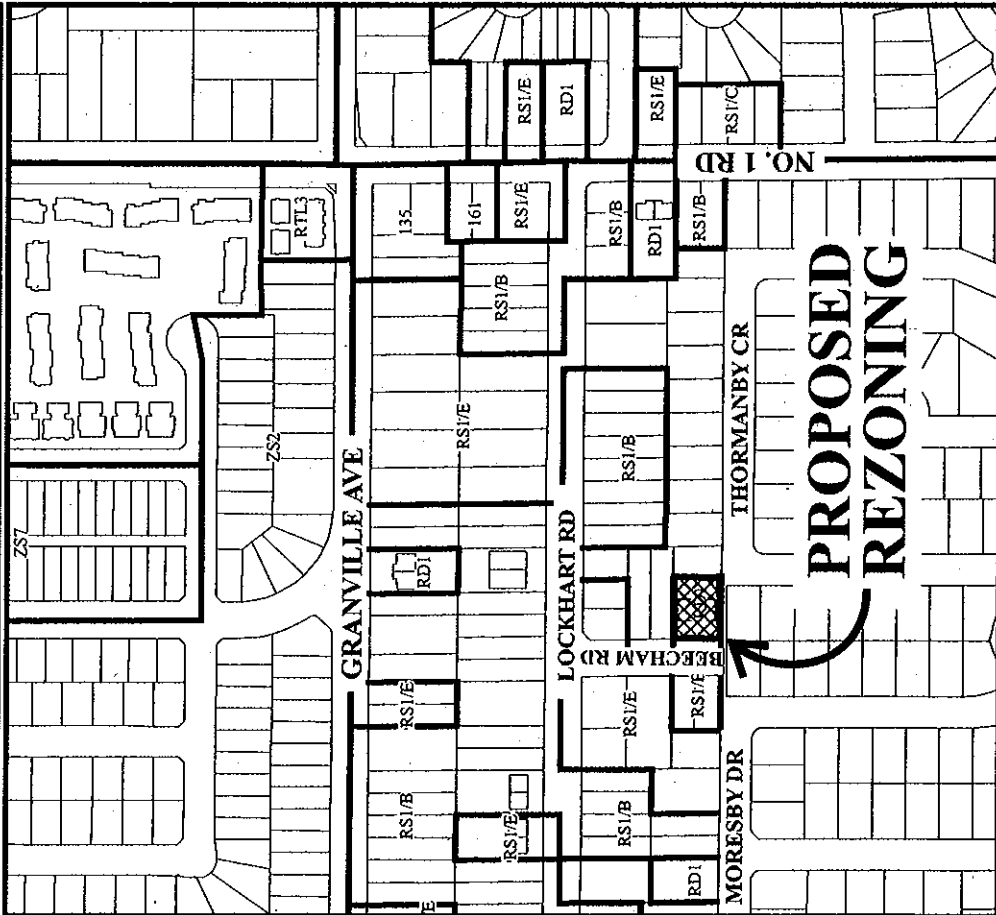 RS1/E
RD1
RS1/E
RS1/C
NO. 1 RD
RTL3
135
161
RS1/E
RS1/B
RD1
RS1/B
RS1/B
ZS2
RS1/E
THORMANBY CR
PROPOSED
REZONING
RS1/B
ZS7
GRANVILLE AVE
RD1
LOCKHART RD
BEECHAM RD
RS1/E
RS1/E
RS1/E
RS1/B
RS1/E
RS1/B
RD1
MORESBY DR